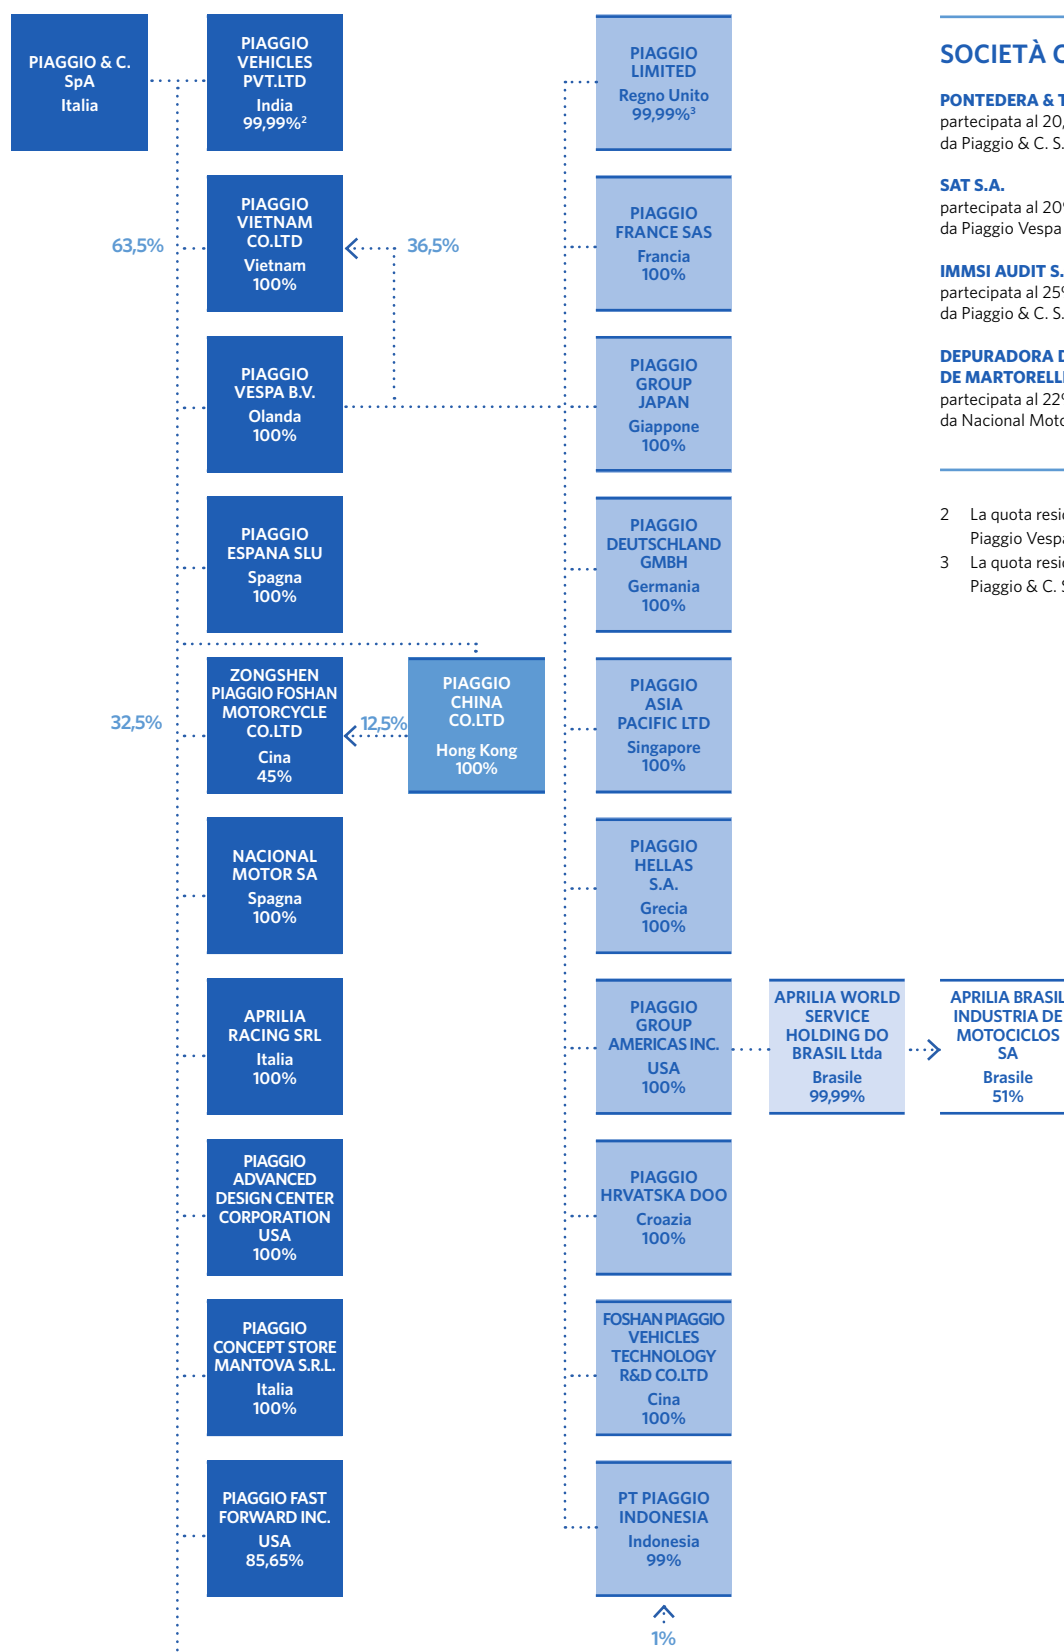 PIAGGIO & C.
SpA
Italia
PIAGGIO
VEHICLES
PVT.LTD
India
99,99%²
63,5%
PIAGGIO
VIETNAM
CO.LTD
Vietnam
100%
36,5%
PIAGGIO
VESPA B.V.
Olanda
100%
PIAGGIO
ESPANA SLU
Spagna
100%
32,5%
ZONGSHEN
PIAGGIO FOSHAN
MOTORCYCLE
CO.LTD
Cina
45%
12,5%
PIAGGIO
CHINA
CO.LTD
Hong Kong
100%
NACIONAL
MOTOR SA
Spagna
100%
APRILIA
RACING SRL
Italia
100%
PIAGGIO
ADVANCED
DESIGN CENTER
CORPORATION
USA
100%
PIAGGIO
CONCEPT STORE
MANTOVA S.R.L.
Italia
100%
PIAGGIO FAST
FORWARD INC.
USA
85,65%
PIAGGIO
LIMITED
Regno Unito
99,99%³
PIAGGIO
FRANCE SAS
Francia
100%
PIAGGIO
GROUP
JAPAN
Giappone
100%
PIAGGIO
DEUTSCHLAND
GMBH
Germania
100%
PIAGGIO
ASIA
PACIFIC LTD
Singapore
100%
PIAGGIO
HELLAS
S.A.
Grecia
100%
PIAGGIO
GROUP
AMERICAS INC.
USA
100%
APRILIA WORLD
SERVICE
HOLDING DO
BRASIL Ltda
Brasile
99,99%
APRILIA BRASIL
INDUSTRIA DE
MOTOCICLOS
SA
Brasile
51%
PIAGGIO
HRVATSKA DOO
Croazia
100%
FOSHAN PIAGGIO
VEHICLES
TECHNOLOGY
R&D CO.LTD
Cina
100%
PT PIAGGIO
INDONESIA
Indonesia
99%
1%
SOCIETÀ
PONTEDERA &
partecipata al 20,
da Piaggio & C. S.
SAT S.A.
partecipata al 20
da Piaggio Vespa
IMMSI AUDIT S.
partecipata al 25
da Piaggio & C. S.
DEPURADORA
DE MARTORELL
partecipata al 22
da Nacional
2 La quota
Piaggio
3 La quota
Piaggio & C.